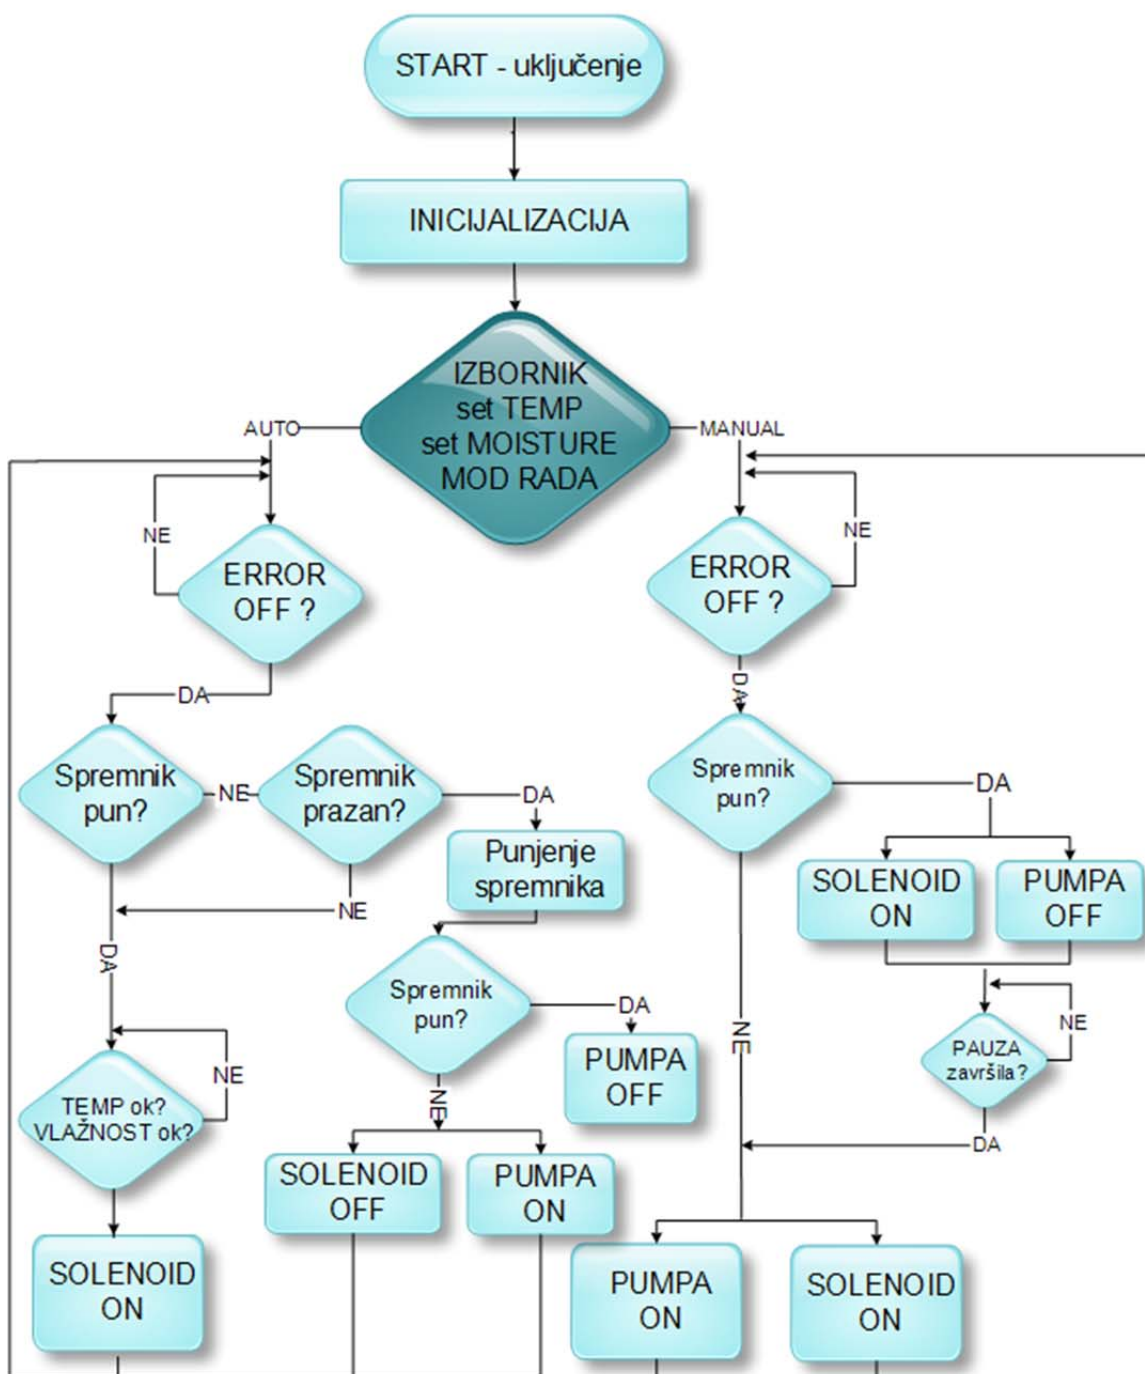 START - uključenje
INICIJALIZACIJA
IZBORNIK
set TEMP
set MOISTURE
MOD RADA
AUTO
MANUAL
NE
ERROR
OFF ?
NE
ERROR
OFF ?
DA
DA
Spremnik
pun?
NE
Spremnik
prazan?
DA
Spremnik
pun?
DA
Punjenje
spremnika
SOLENOID
ON
PUMPA
OFF
NE
DA
Spremnik
pun?
DA
PUMPA
OFF
NE
PAUZA
završila?
NE
DA
NE
TEMP ok?
VLAŽNOST ok?
NE
SOLENOID
OFF
PUMPA
ON
SOLENOID
ON
PUMPA
ON
SOLENOID
ON